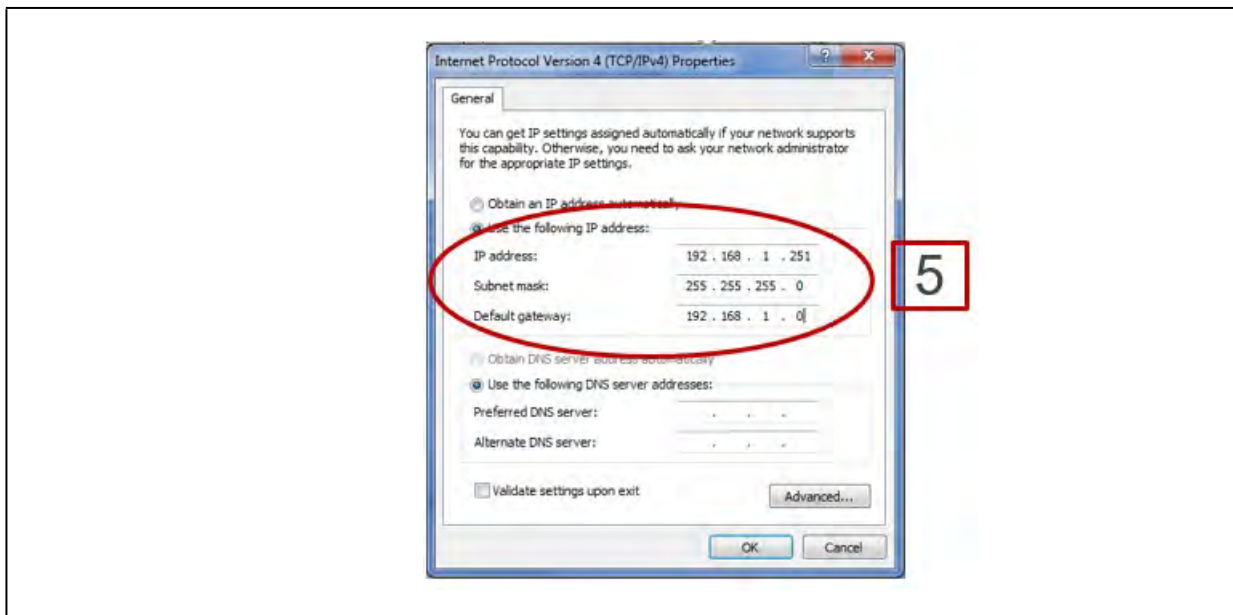 Internet Protocol Version 4 (TCP/IPv4) Properties
General
You can get IP settings assigned automatically if your network supports
this capability. Otherwise, you need to ask your network administrator
for the appropriate IP settings.
Obtain an IP address automatically
Use the following IP address:
IP address: 192 . 168 . 1 . 251
Subnet mask: 255 . 255 . 255 . 0
Default gateway: 192 . 168 . 1 . 0
5
Obtain DNS server address automatically
Use the following DNS server addresses:
Preferred DNS server: . . .
Alternate DNS server: . . .
Validate settings upon exit
Advanced...
OK Cancel